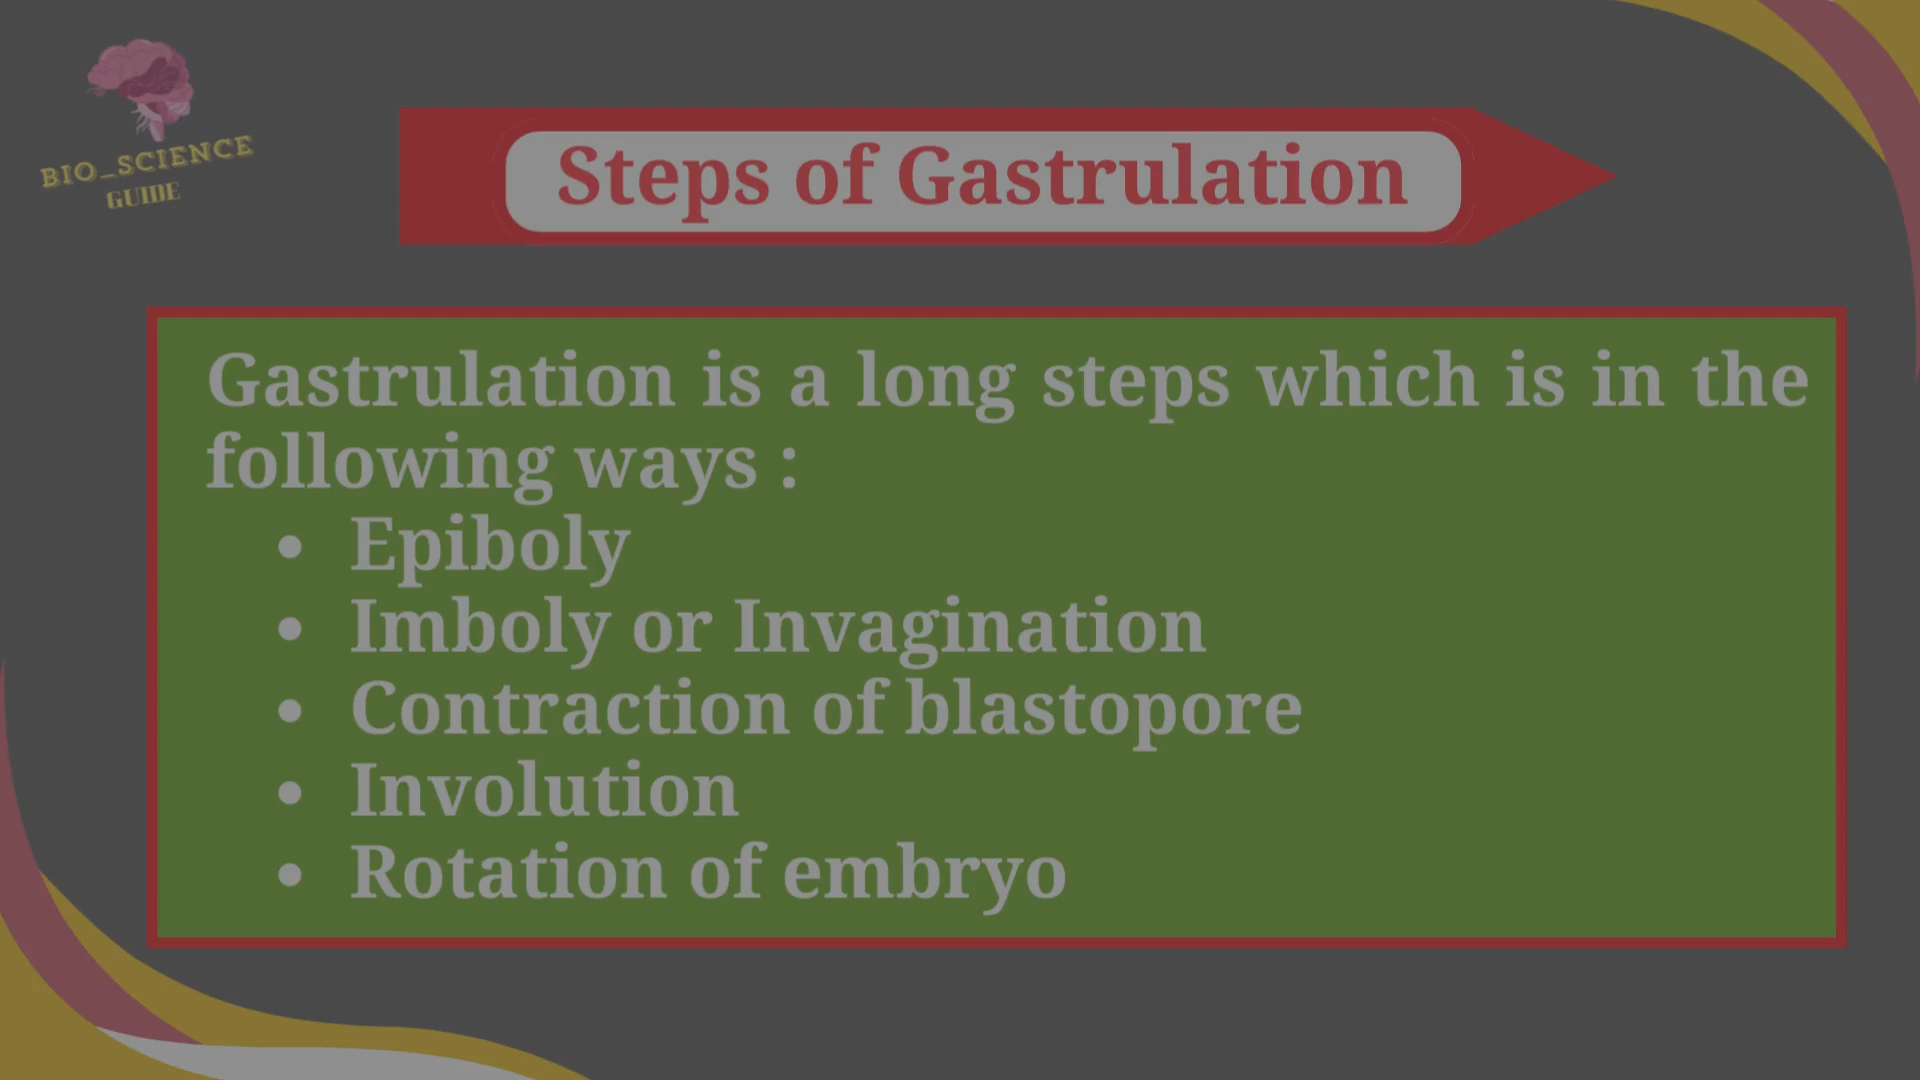 BIO_SCIENCE
GUIDE
Steps of Gastrulation
Gastrulation is a long steps which is in the
following ways :
• Epiboly
• Imboly or Invagination
• Contraction of blastopore
• Involution
• Rotation of embryo